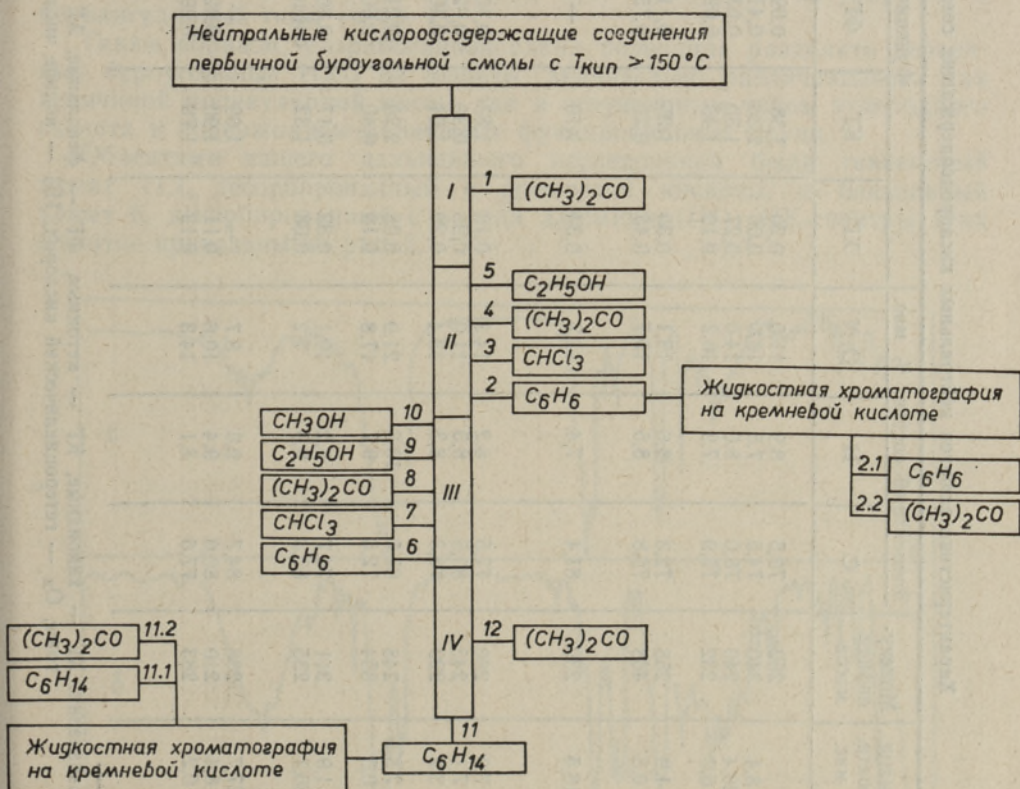 Нейтральные кислородсодержащие соединения
первичной буроугольной смолы с Tкип > 150°C
I
1
(CH3)2CO
5
C2H5OH
4
(CH3)2CO
II
3
CHCl3
2
C6H6
Жидкостная хроматография
на кремневой кислоте
2.1
C6H6
2.2
(CH3)2CO
10
CH3OH
9
C2H5OH
8
(CH3)2CO
III
7
CHCl3
6
C6H6
IV
12
(CH3)2CO
11.2
(CH3)2CO
11.1
C6H14
11
C6H14
Жидкостная хроматография
на кремневой кислоте